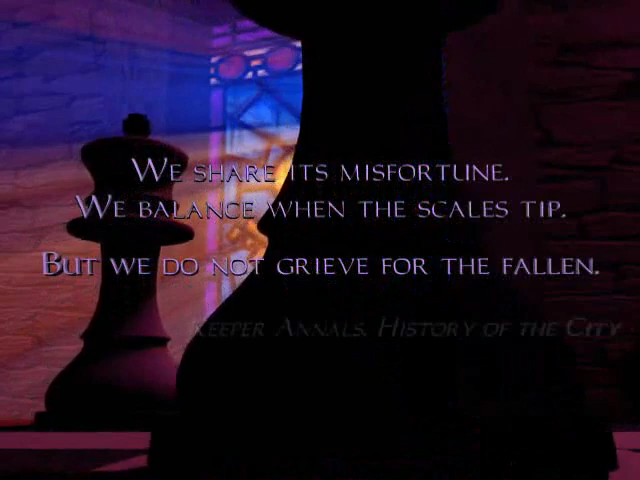 We share its misfortune.
We balance when the scales tip.
But we do not grieve for the fallen.
Keeper Annals. History of the City